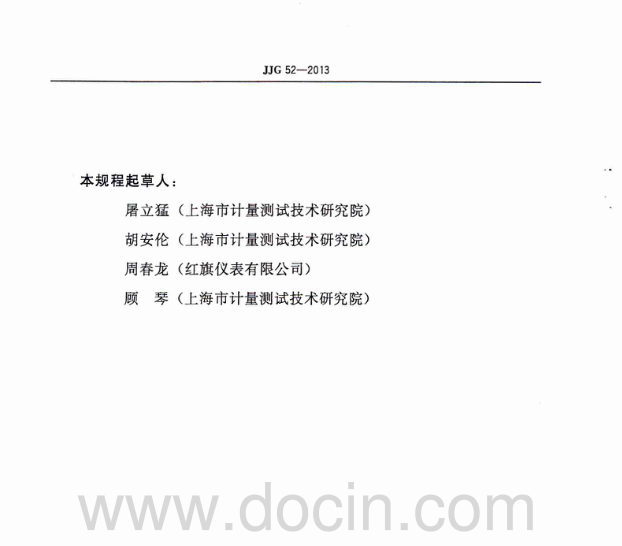 JJG 52—2013
本规程起草人：
屠立猛（上海市计量测试技术研究院）
胡安伦（上海市计量测试技术研究院）
周春龙（红旗仪表有限公司）
顾　琴（上海市计量测试技术研究院）
www.docin.com